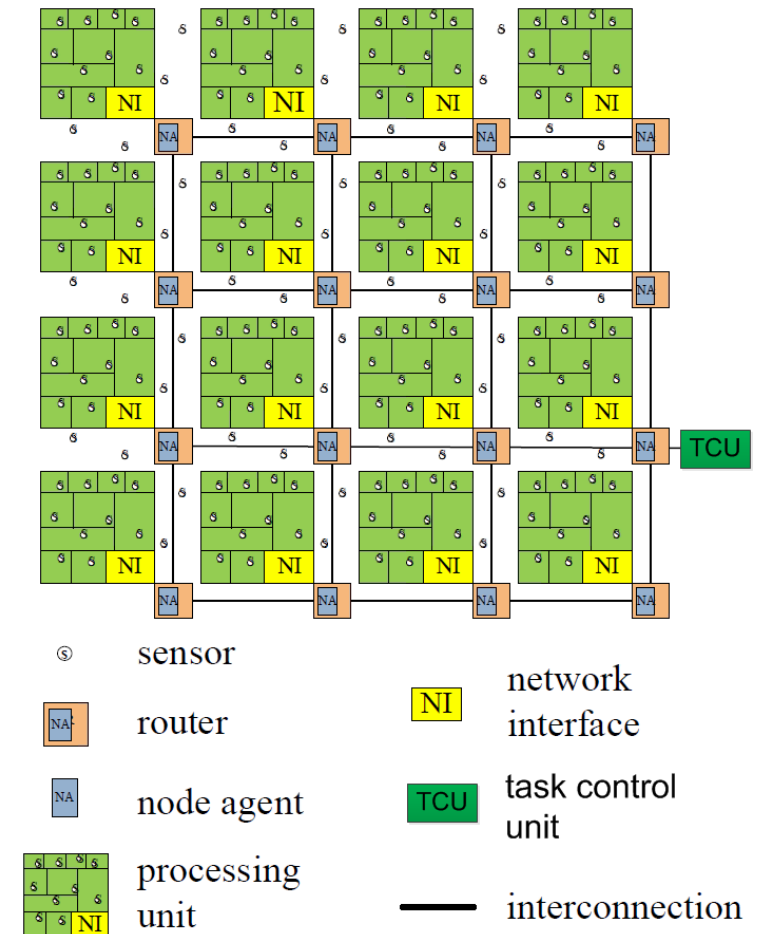 NI NI NI NI
NA NA NA NA
NI NI NI NI
NA NA NA NA
NI NI NI NI
NA NA NA NA TCU
NI NI NI NI
NA NA NA NA
S sensor
NA router
NA node agent
NI processing
unit
NI network
interface
TCU task control
unit
interconnection